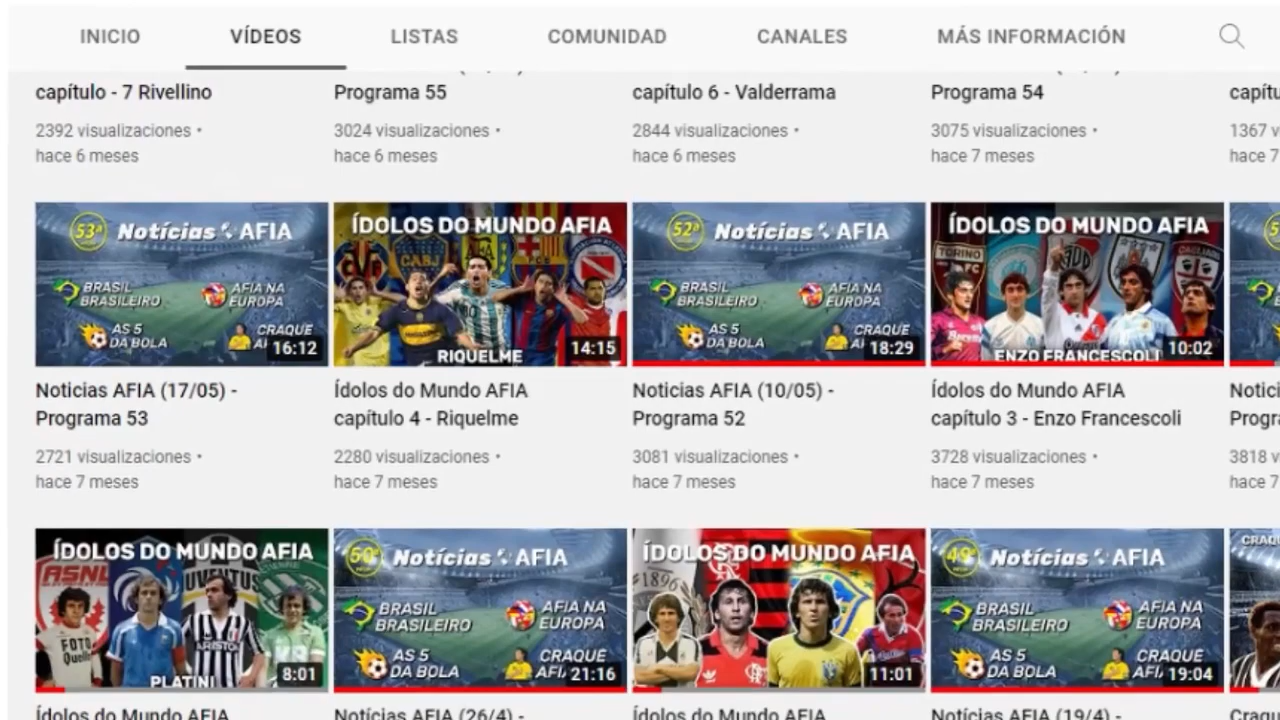 INICIO VÍDEOS LISTAS COMUNIDAD CANALES MÁS INFORMACIÓN
capítulo - 7 Rivellino
2392 visualizaciones •
hace 6 meses
Programa 55
3024 visualizaciones •
hace 6 meses
capítulo 6 - Valderrama
2844 visualizaciones •
hace 6 meses
Programa 54
3075 visualizaciones •
hace 7 meses
53ª
Notícias AFIA
BRASIL
BRASILEIRO
AFIA NA
EUROPA
AS 5
DA BOLA
CRAQUE
16:12
Noticias AFIA (17/05) -
Programa 53
2721 visualizaciones •
hace 7 meses
ÍDOLOS DO MUNDO AFIA
CABJ
RIQUELME
14:15
Ídolos do Mundo AFIA
capítulo 4 - Riquelme
2280 visualizaciones •
hace 7 meses
52ª
Notícias AFIA
BRASIL
BRASILEIRO
AFIA NA
EUROPA
AS 5
DA BOLA
CRAQUE
18:29
Noticias AFIA (10/05) -
Programa 52
3081 visualizaciones •
hace 7 meses
ÍDOLOS DO MUNDO AFIA
TORINO
FC
CAGLIARI
ENZO FRANCESCOLI
10:02
Ídolos do Mundo AFIA
capítulo 3 - Enzo Francescoli
3728 visualizaciones •
hace 7 meses
ÍDOLOS DO MUNDO AFIA
ASNL
JUVENTUS
ARISTON
PLATINI
8:01
Ídolos do Mundo AFIA
50ª
Notícias AFIA
BRASIL
BRASILEIRO
AFIA NA
EUROPA
AS 5
DA BOLA
CRAQUE
21:16
Notícias AFIA (26/4) -
ÍDOLOS DO MUNDO AFIA
1896
11:01
Ídolos do Mundo AFIA
49ª
Notícias AFIA
BRASIL
BRASILEIRO
AFIA NA
EUROPA
AS 5
DA BOLA
CRAQUE
19:04
Notícias AFIA (19/4) -